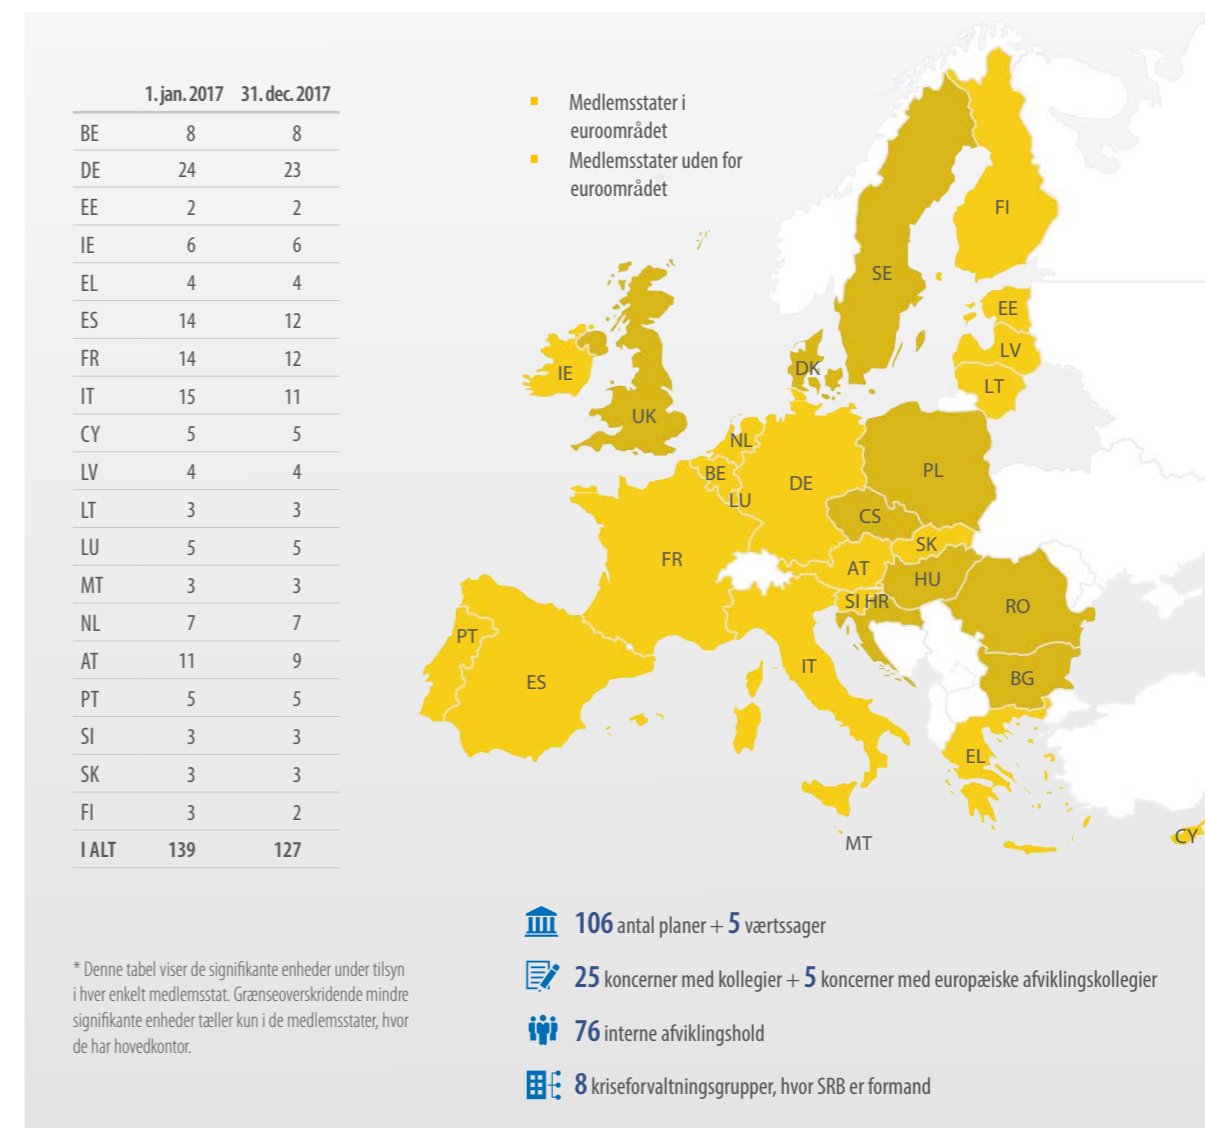 1. jan. 2017 31. dec. 2017
BE 8 8
DE 24 23
EE 2 2
IE 6 6
EL 4 4
ES 14 12
FR 14 12
IT 15 11
CY 5 5
LV 4 4
LT 3 3
LU 5 5
MT 3 3
NL 7 7
AT 11 9
PT 5 5
SI 3 3
SK 3 3
FI 3 2
I ALT 139 127
* Denne tabel viser de signifikante enheder under tilsyn
i hver enkelt medlemsstat. Grænseoverskridende mindre
signifikante enheder tæller kun i de medlemsstater, hvor
de har hovedkontor.
Medlemsstater i
euroområdet
Medlemsstater uden for
euroområdet
FI
SE
EE
LV
LT
DK
IE
UK
NL
BE
LU
DE
PL
CS
SK
FR
AT
HU
SI HR
RO
PT
ES
IT
BG
EL
MT
CY
106 antal planer + 5 værtssager
25 koncerner med kollegier + 5 koncerner med europæiske afviklingskollegier
76 interne afviklingshold
8 kriseforvaltningsgrupper, hvor SRB er formand